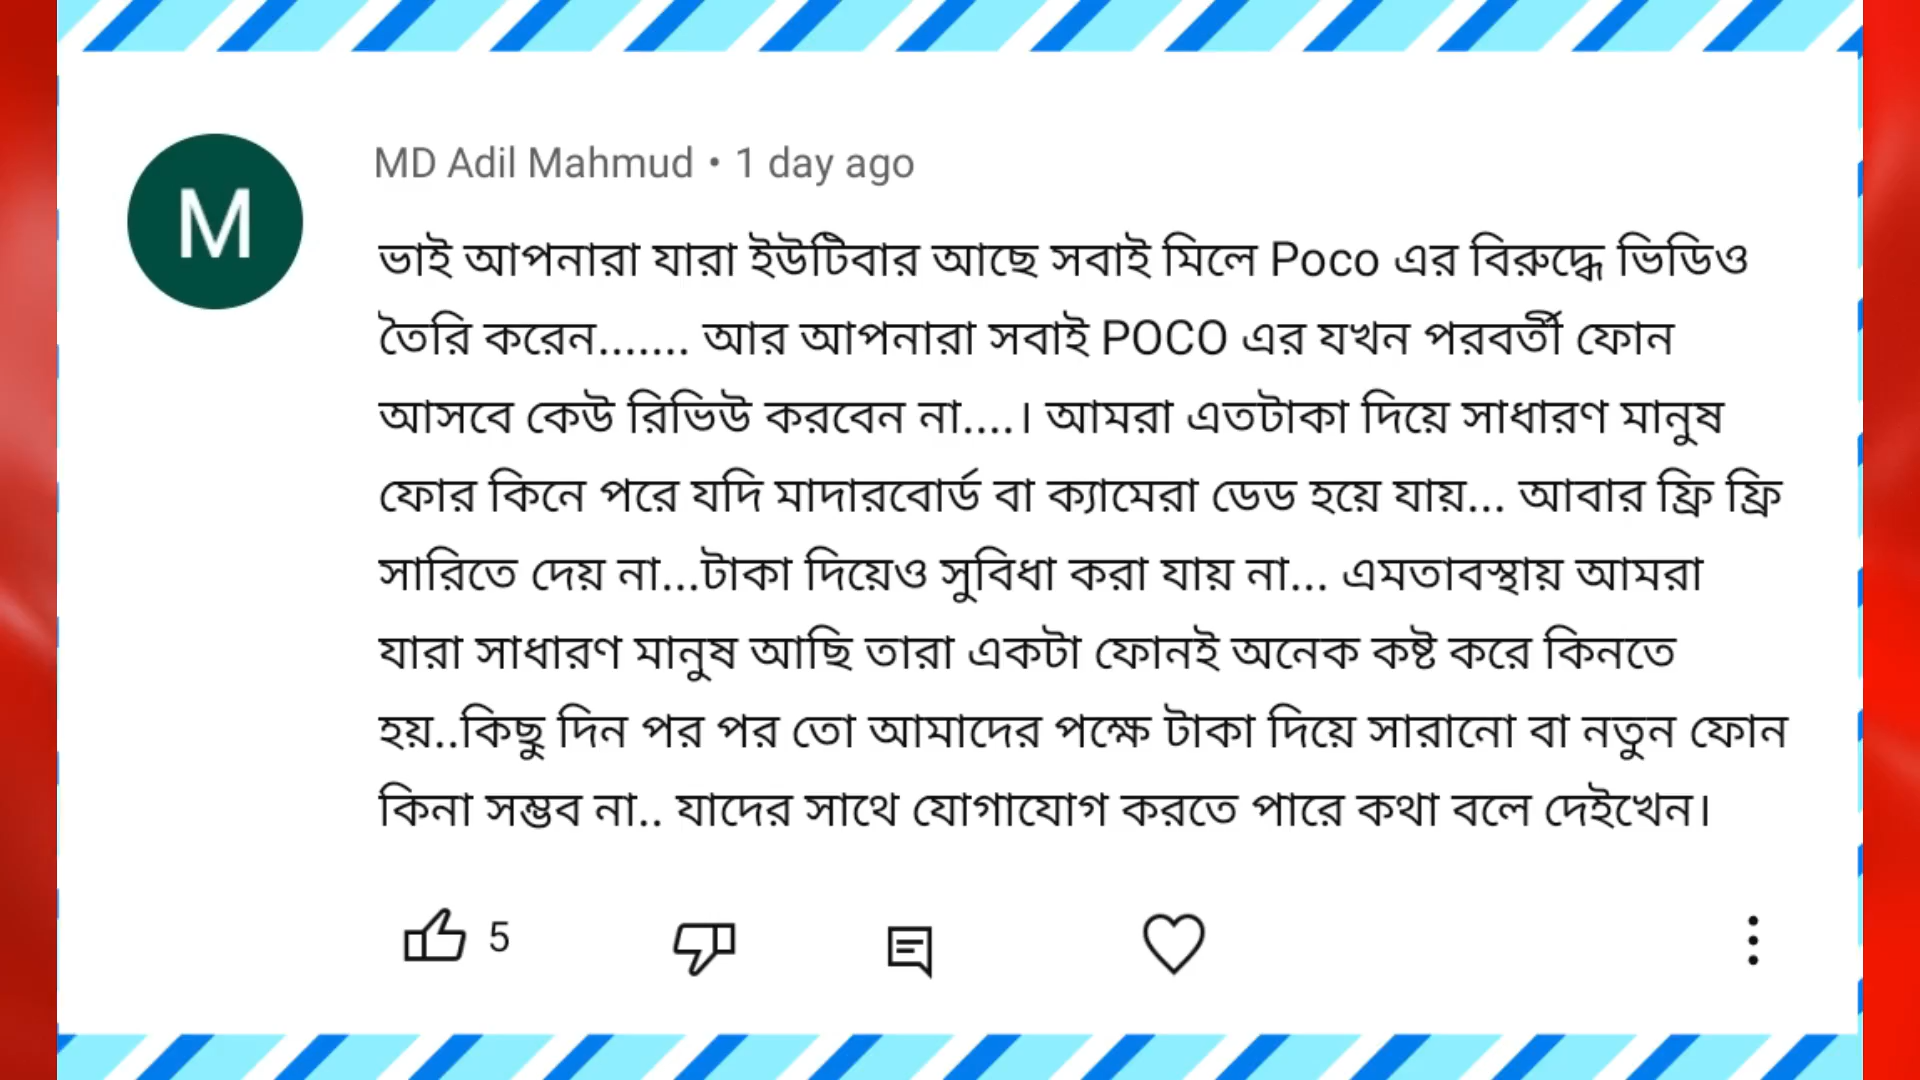 M
MD Adil Mahmud • 1 day ago
ভাই আপনারা যারা ইউটিবার আছে সবাই মিলে Poco এর বিরুদ্ধে ভিডিও
তৈরি করেন....... আর আপনারা সবাই POCO এর যখন পরবর্তী ফোন
আসবে কেউ রিভিউ করবেন না....। আমরা এতটাকা দিয়ে সাধারণ মানুষ
ফোর কিনে পরে যদি মাদারবোর্ড বা ক্যামেরা ডেড হয়ে যায়... আবার ফ্রি ফ্রি
সারিতে দেয় না...টাকা দিয়েও সুবিধা করা যায় না... এমতাবস্থায় আমরা
যারা সাধারণ মানুষ আছি তারা একটা ফোনই অনেক কষ্ট করে কিনতে
হয়..কিছু দিন পর পর তো আমাদের পক্ষে টাকা দিয়ে সারানো বা নতুন ফোন
কিনা সম্ভব না.. যাদের সাথে যোগাযোগ করতে পারে কথা বলে দেইখেন।
5